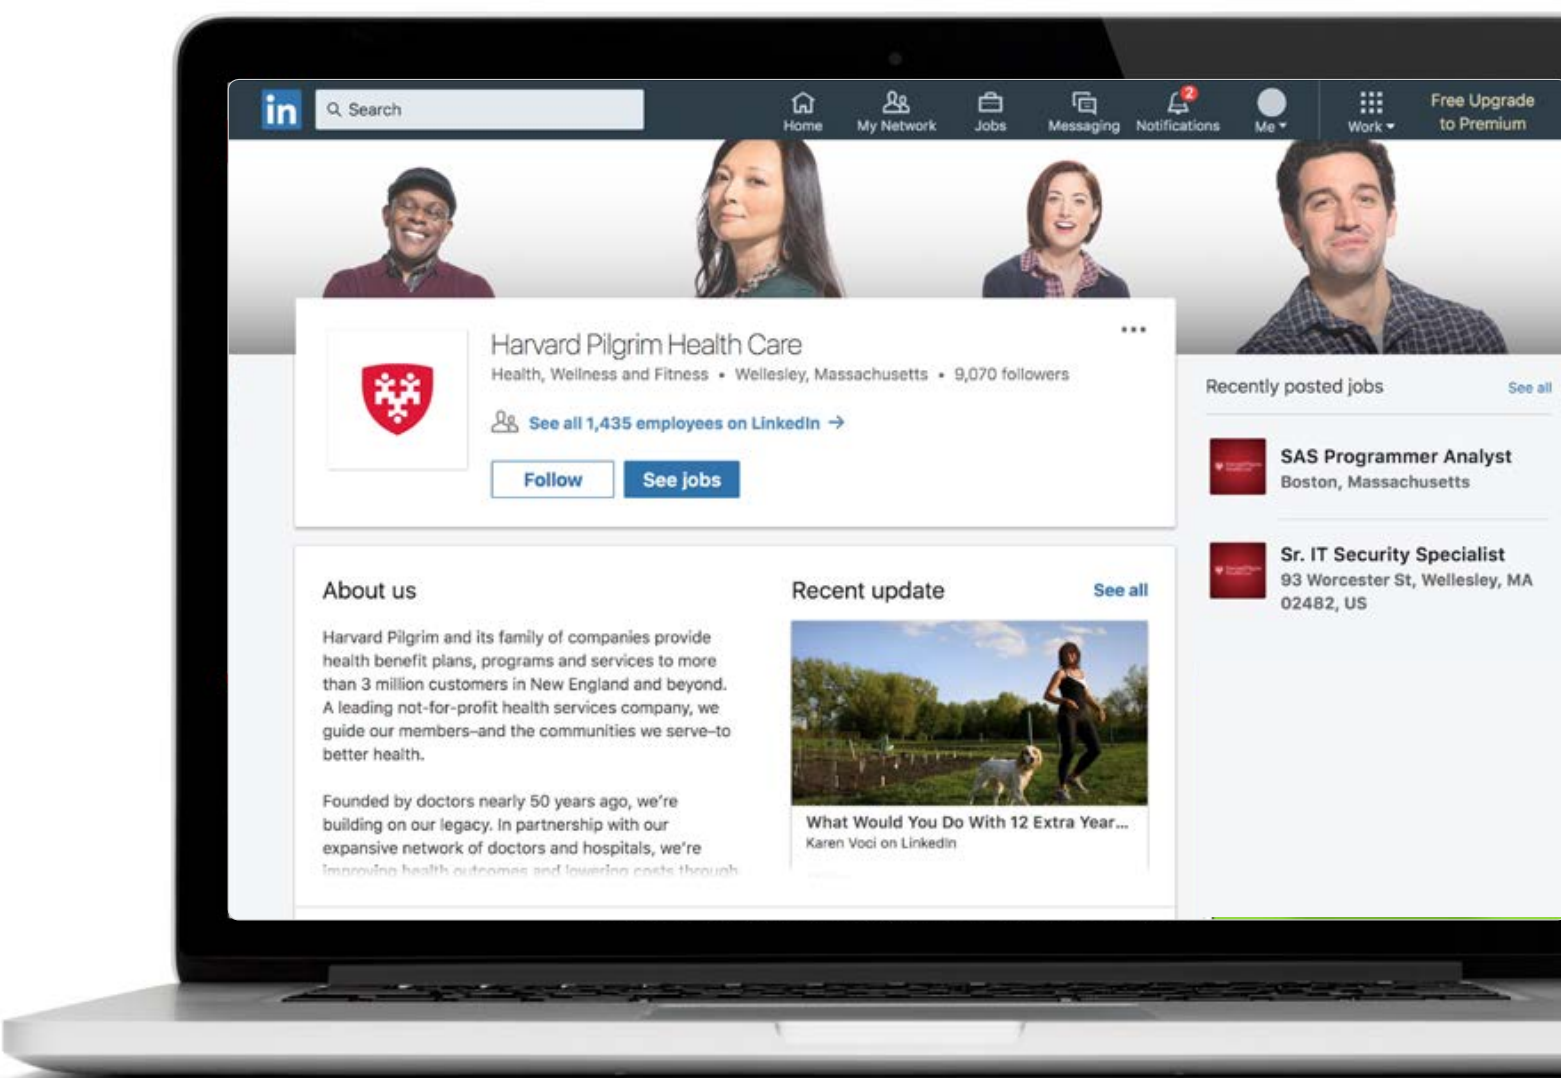 in
Search
Home
My Network
Jobs
Messaging
2
Notifications
Me
Work
Free Upgrade
to Premium
Harvard Pilgrim Health Care
Health, Wellness and Fitness • Wellesley, Massachusetts • 9,070 followers
See all 1,435 employees on LinkedIn →
Follow
See jobs
About us
Harvard Pilgrim and its family of companies provide
health benefit plans, programs and services to more
than 3 million customers in New England and beyond.
A leading not-for-profit health services company, we
guide our members–and the communities we serve–to
better health.
Founded by doctors nearly 50 years ago, we’re
building on our legacy. In partnership with our
expansive network of doctors and hospitals, we’re
improving health outcomes and lowering costs through
Recent update
See all
What Would You Do With 12 Extra Year...
Karen Voci on LinkedIn
Recently posted jobs
See all
SAS Programmer Analyst
Boston, Massachusetts
Sr. IT Security Specialist
93 Worcester St, Wellesley, MA
02482, US